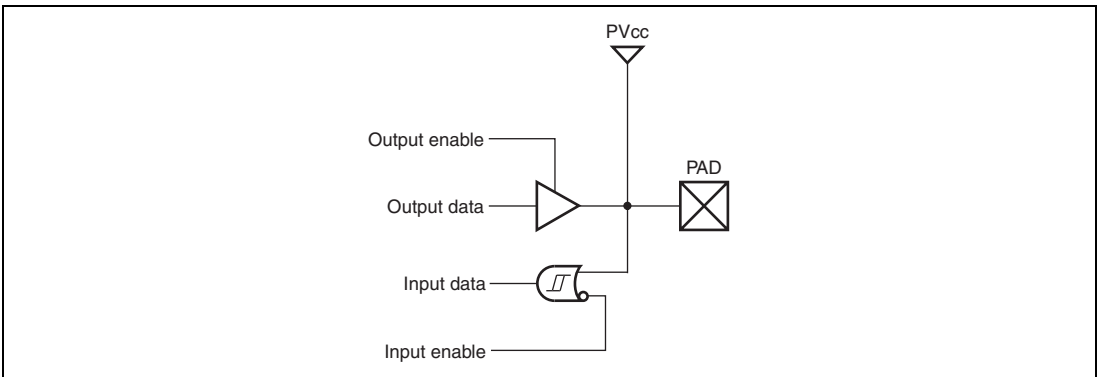 PVcc
Output enable
PAD
Output data
Input data
Input enable